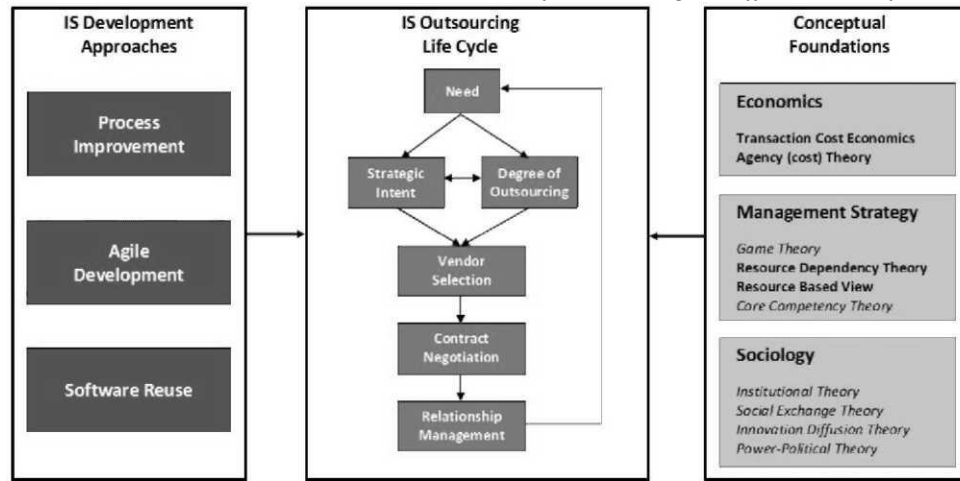 IS Development
Approaches
Process
Improvement
Agile
Development
Software Reuse
IS Outsourcing
Life Cycle
Need
Strategic
Intent
Degree of
Outsourcing
Vendor
Selection
Contract
Negotiation
Relationship
Management
Conceptual
Foundations
Economics
Transaction Cost Economics
Agency (cost) Theory
Management Strategy
Game Theory
Resource Dependency Theory
Resource Based View
Core Competency Theory
Sociology
Institutional Theory
Social Exchange Theory
Innovation Diffusion Theory
Power-Political Theory